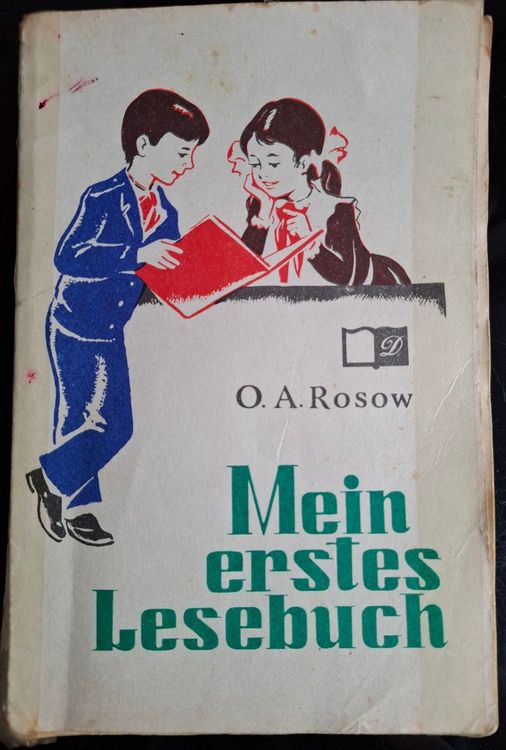 D
O. A. Rosow
Mein
erstes
Lesebuch